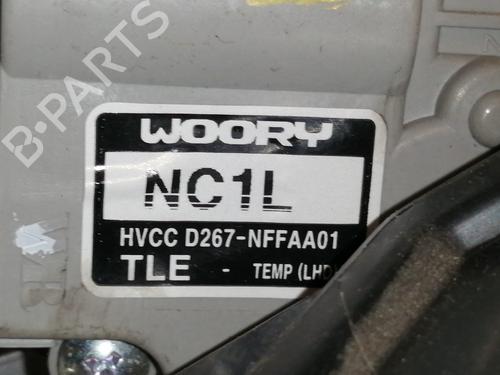 B-PARTS
WOORY
NC1L
HVCC D267-NFFAA01
TLE - TEMP (LHD